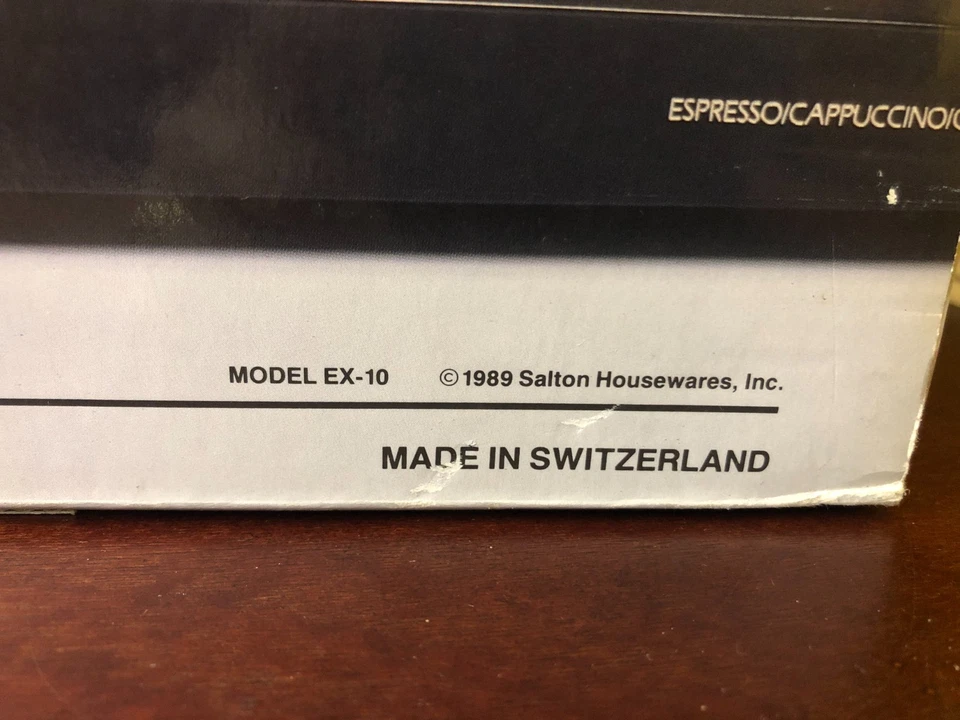 ESPRESSO/CAPPUCCINO/
MODEL EX-10 ©1989 Salton Housewares, Inc.
MADE IN SWITZERLAND